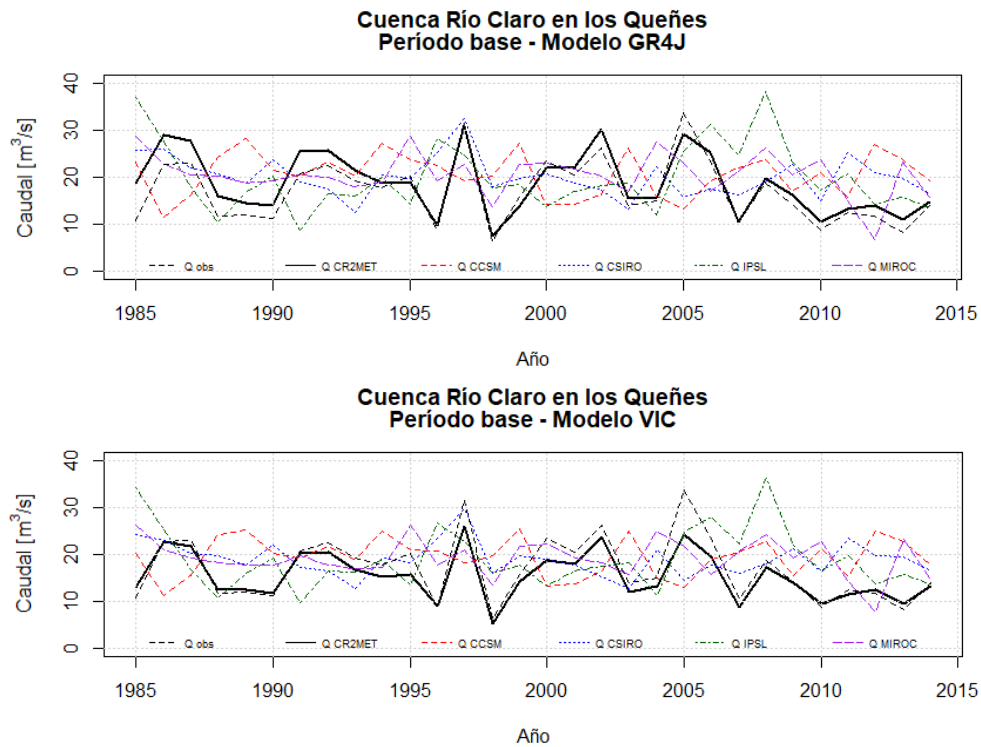 Cuenca Río Claro en los Queñes
Período base - Modelo GR4J
Caudal [m³/s]
40
30
20
10
0
Q obs Q CR2MET Q CCSM Q CSIRO Q IPSL Q MIROC
1985 1990 1995 2000 2005 2010 2015
Año
Cuenca Río Claro en los Queñes
Período base - Modelo VIC
Caudal [m³/s]
40
30
20
10
0
Q obs Q CR2MET Q CCSM Q CSIRO Q IPSL Q MIROC
1985 1990 1995 2000 2005 2010 2015
Año